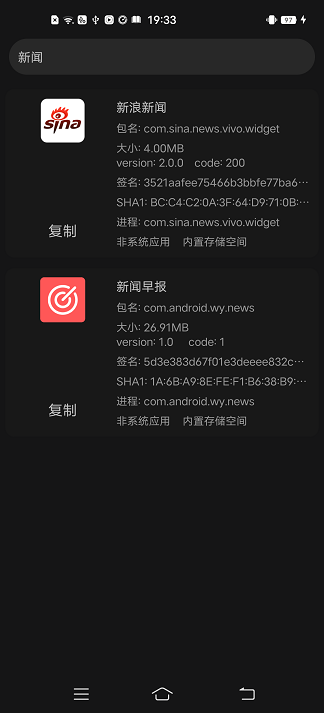 97
19:33
新闻
sina
新浪新闻
包名: com.sina.news.vivo.widget
大小: 4.00MB
version: 2.0.0 code: 200
签名: 3521aafee75466b3bbfe77ba6···
SHA1: BC:C4:C2:0A:3F:64:D9:71:0B:···
进程: com.sina.news.vivo.widget
非系统应用 内置存储空间
复制
新闻早报
包名: com.android.wy.news
大小: 26.91MB
version: 1.0 code: 1
签名: 5d3e383d67f01e3deeee832c···
SHA1: 1A:6B:A9:8E:FE:F1:B6:38:B9:···
进程: com.android.wy.news
非系统应用 内置存储空间
复制